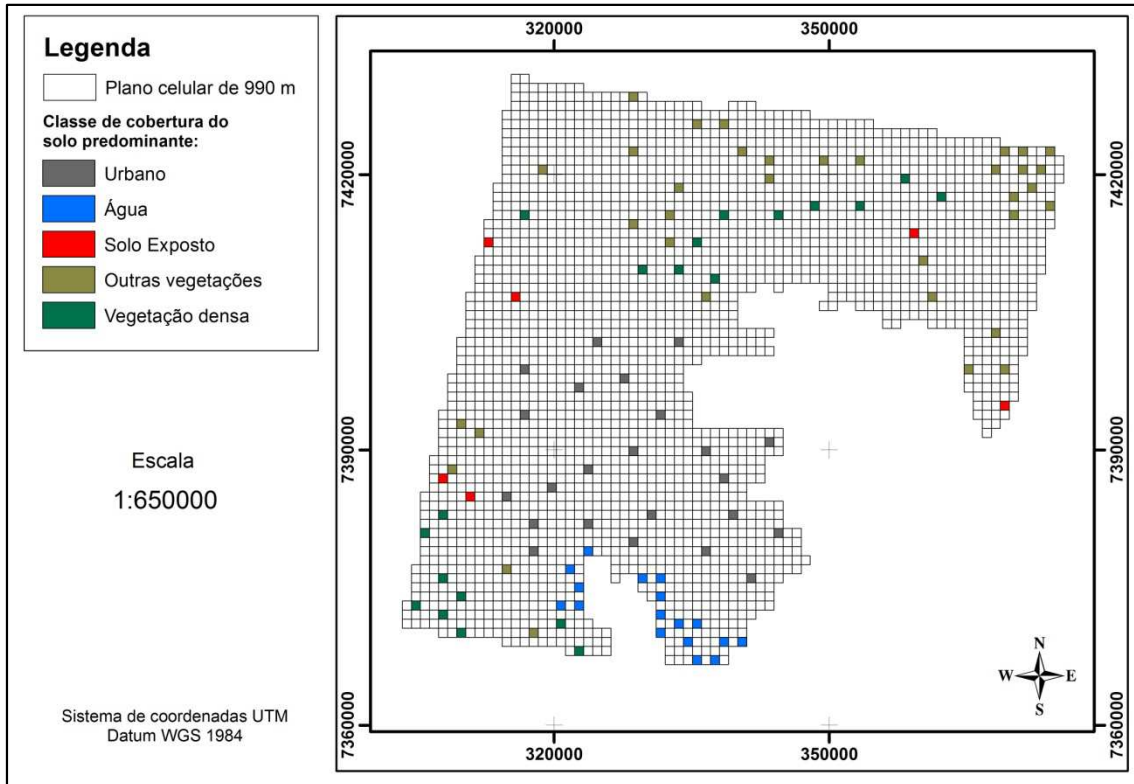 Legenda
Plano celular de 990 m
Classe de cobertura do
solo predominante:
Urbano
Água
Solo Exposto
Outras vegetações
Vegetação densa
Escala
1:650000
Sistema de coordenadas UTM
Datum WGS 1984
320000
350000
7420000
7420000
7390000
7390000
7360000
7360000
320000
350000
N
W
E
S